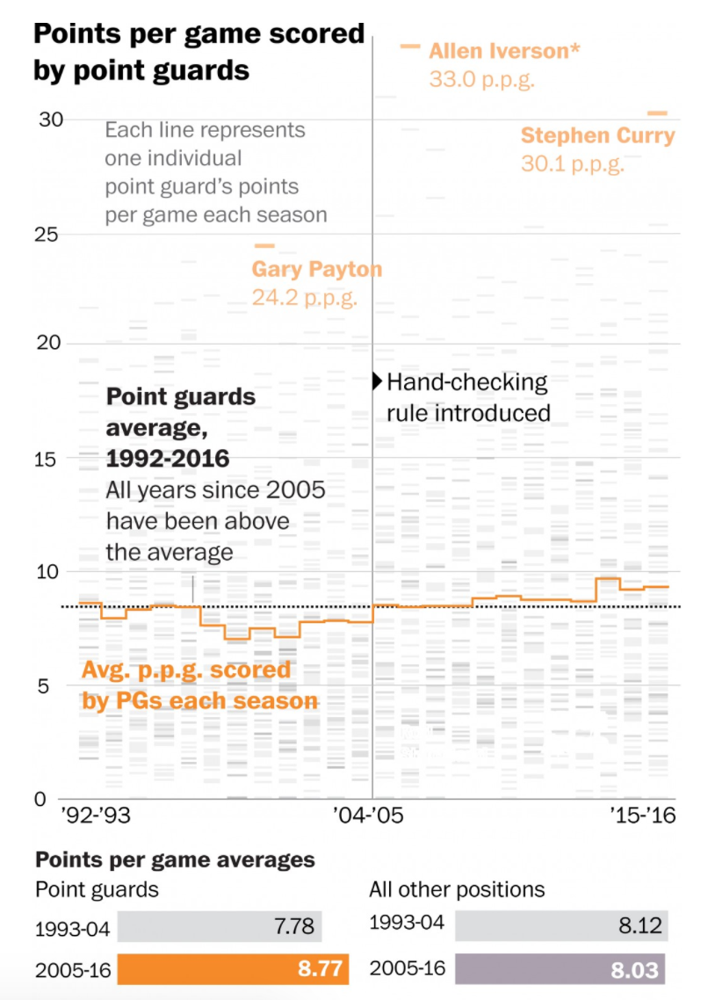 Points per game scored
by point guards
Allen Iverson*
33.0 p.p.g.
30
Each line represents
one individual
point guard's points
per game each season
Stephen Curry
30.1 p.p.g.
25
Gary Payton
24.2 p.p.g.
20
Hand-checking
rule introduced
Point guards
average,
1992-2016
15
All years since 2005
have been above
the average
10
Avg. p.p.g. scored
by PGs each season
5
0
'92-'93
'04-'05
'15-'16
Points per game averages
Point guards
1993-04 7.78
2005-16 8.77
All other positions
1993-04 8.12
2005-16 8.03